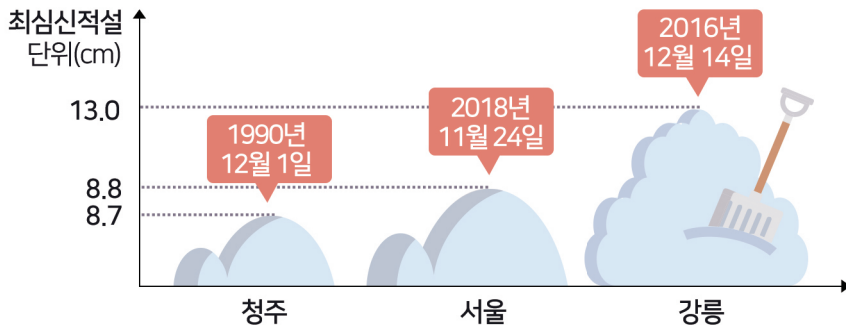 최심신적설
단위(cm)
2016년
12월 14일
13.0
2018년
11월 24일
1990년
12월 1일
8.8
8.7
청주
서울
강릉